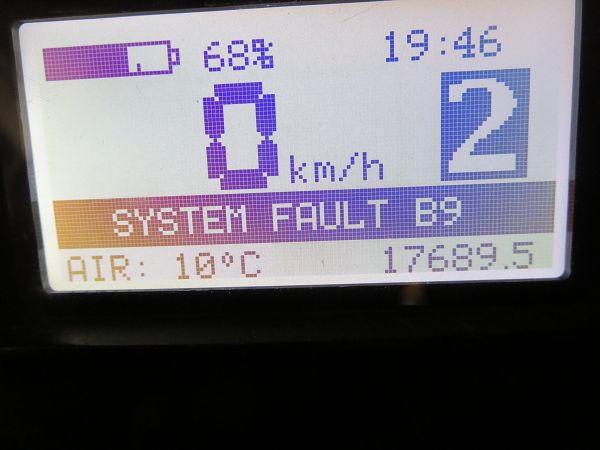 68% 19:46
0 km/h 2
SYSTEM FAULT B9
AIR: 10°C 17689.5